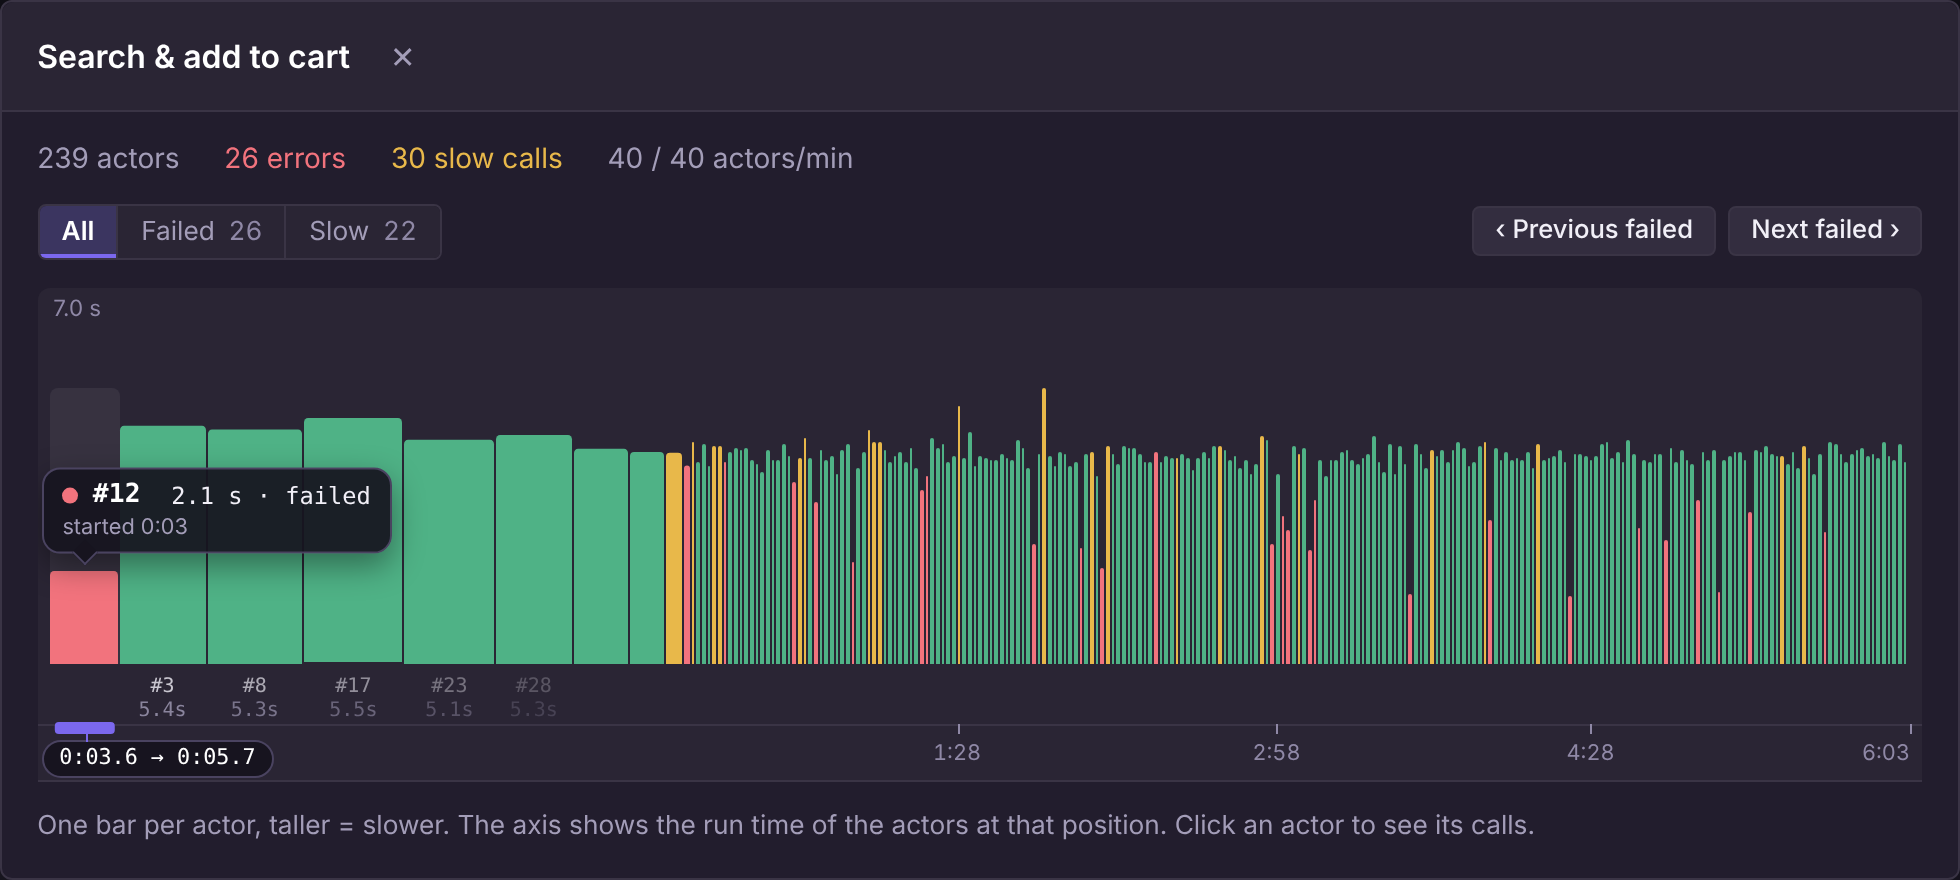 Search & add to cart ✕
239 actors 26 errors 30 slow calls 40 / 40 actors/min
All Failed 26 Slow 22 ‹ Previous failed Next failed ›
7.0 s
#12 2.1 s · failed
started 0:03
#3 #8 #17 #23 #28
5.4s 5.3s 5.5s 5.1s 5.3s
0:03.6 → 0:05.7 1:28 2:58 4:28 6:03
One bar per actor, taller = slower. The axis shows the run time of the actors at that position. Click an actor to see its calls.